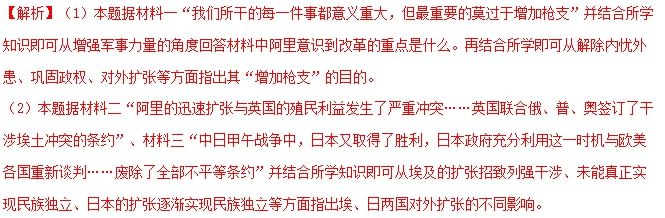 【解析】（1）本题据材料一“我们所干的每一件事都意义重大，但最重要的莫过于增加枪支”并结合所学
知识即可从增强军事力量的角度回答材料中阿里意识到改革的重点是什么。再结合所学即可从解除内忧外
患、巩固政权、对外扩张等方面指出其“增加枪支”的目的。
（2）本题据材料二“阿里的迅速扩张与英国的殖民利益发生了严重冲突……英国联合俄、普、奥签订了干
涉埃土冲突的条约”、材料三“中日甲午战争中，日本又取得了胜利，日本政府充分利用这一时机与欧美
各国重新谈判……废除了全部不平等条约”并结合所学知识即可从埃及的扩张招致列强干涉、未能真正实
现民族独立、日本的扩张逐渐实现民族独立等方面指出埃、日两国对外扩张的不同影响。